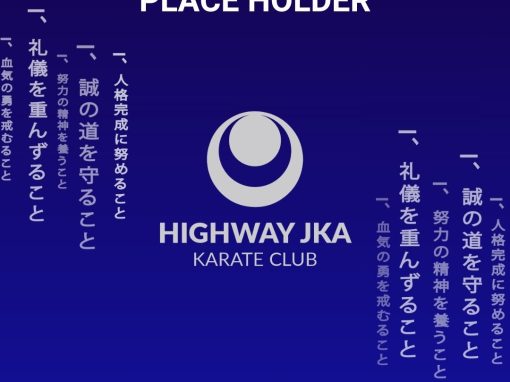 PLACE HOLDER
一、人格完成に努めること
一、誠の道を守ること
一、努力の精神を養うこと
一、礼儀を重んずること
一、血気の勇を戒むること
HIGHWAY JKA
KARATE CLUB
一、人格完成に努めること
一、誠の道を守ること
一、努力の精神を養うこと
一、礼儀を重んずること
一、血気の勇を戒むること